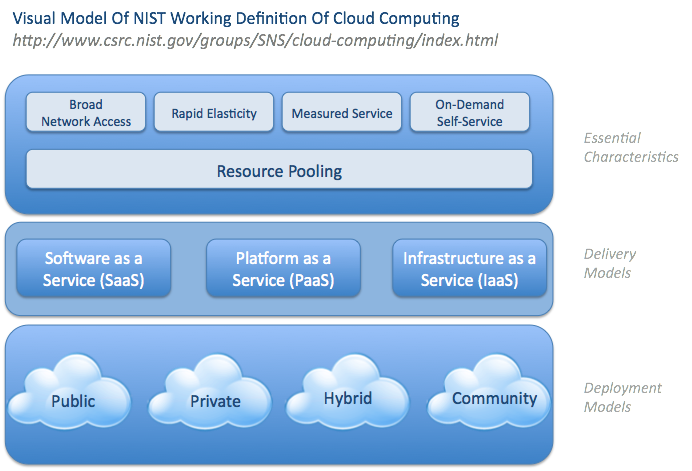 Visual Model Of NIST Working Definition Of Cloud Computing
http://www.csrc.nist.gov/groups/SNS/cloud-computing/index.html
Broad
Network Access
Rapid Elasticity
Measured Service
On-Demand
Self-Service
Resource Pooling
Essential
Characteristics
Software as a
Service (SaaS)
Platform as a
Service (PaaS)
Infrastructure as a
Service (IaaS)
Delivery
Models
Public
Private
Hybrid
Community
Deployment
Models